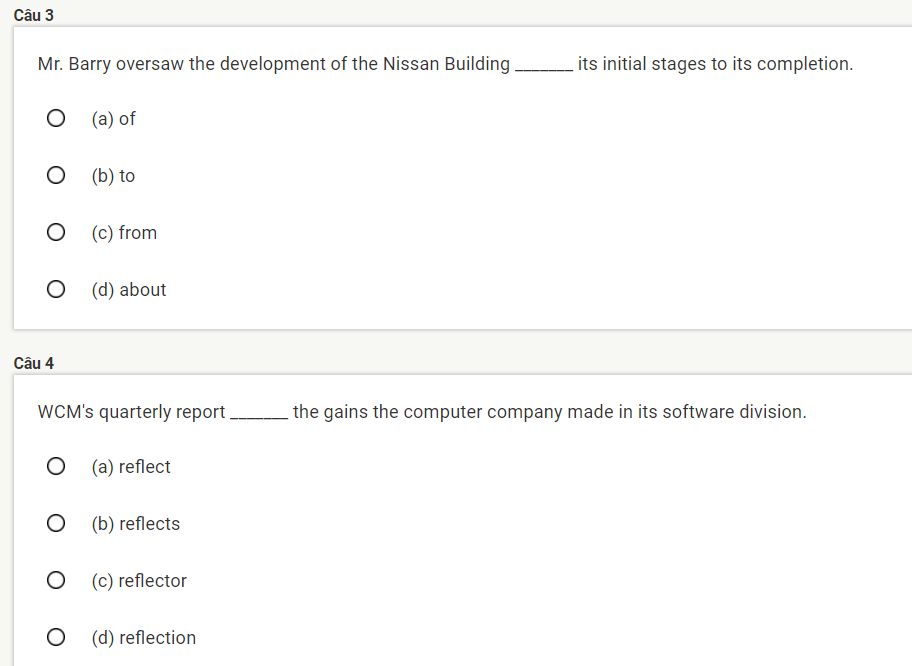 Câu 3
Mr. Barry oversaw the development of the Nissan Building _______ its initial stages to its completion.
(a) of
(b) to
(c) from
(d) about
Câu 4
WCM's quarterly report _______ the gains the computer company made in its software division.
(a) reflect
(b) reflects
(c) reflector
(d) reflection